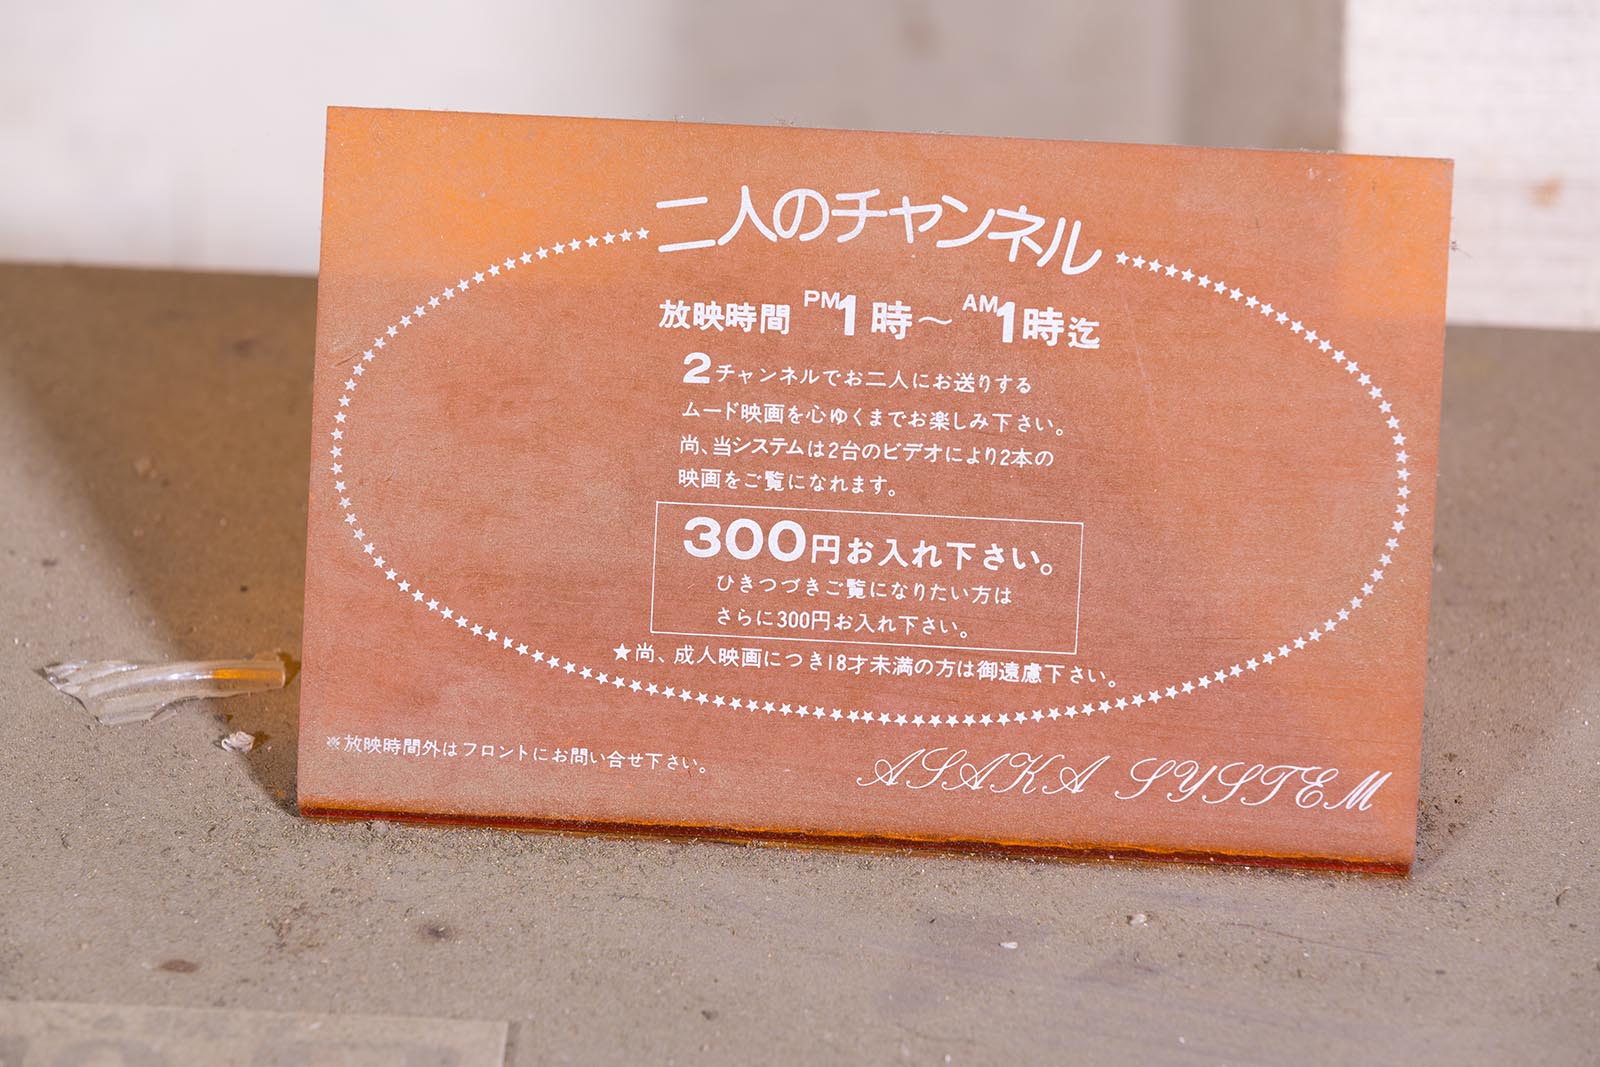 二人のチャンネル
放映時間 PM1時〜AM1時迄
2チャンネルでお二人にお送りする
ムード映画を心ゆくまでお楽しみ下さい。
尚、当システムは2台のビデオにより2本の
映画をご覧になれます。
300円お入れ下さい。
ひきつづきご覧になりたい方は
さらに300円お入れ下さい。
★尚、成人映画につき18才未満の方は御遠慮下さい。
※放映時間外はフロントにお問い合せ下さい。
ASAKA SYSTEM